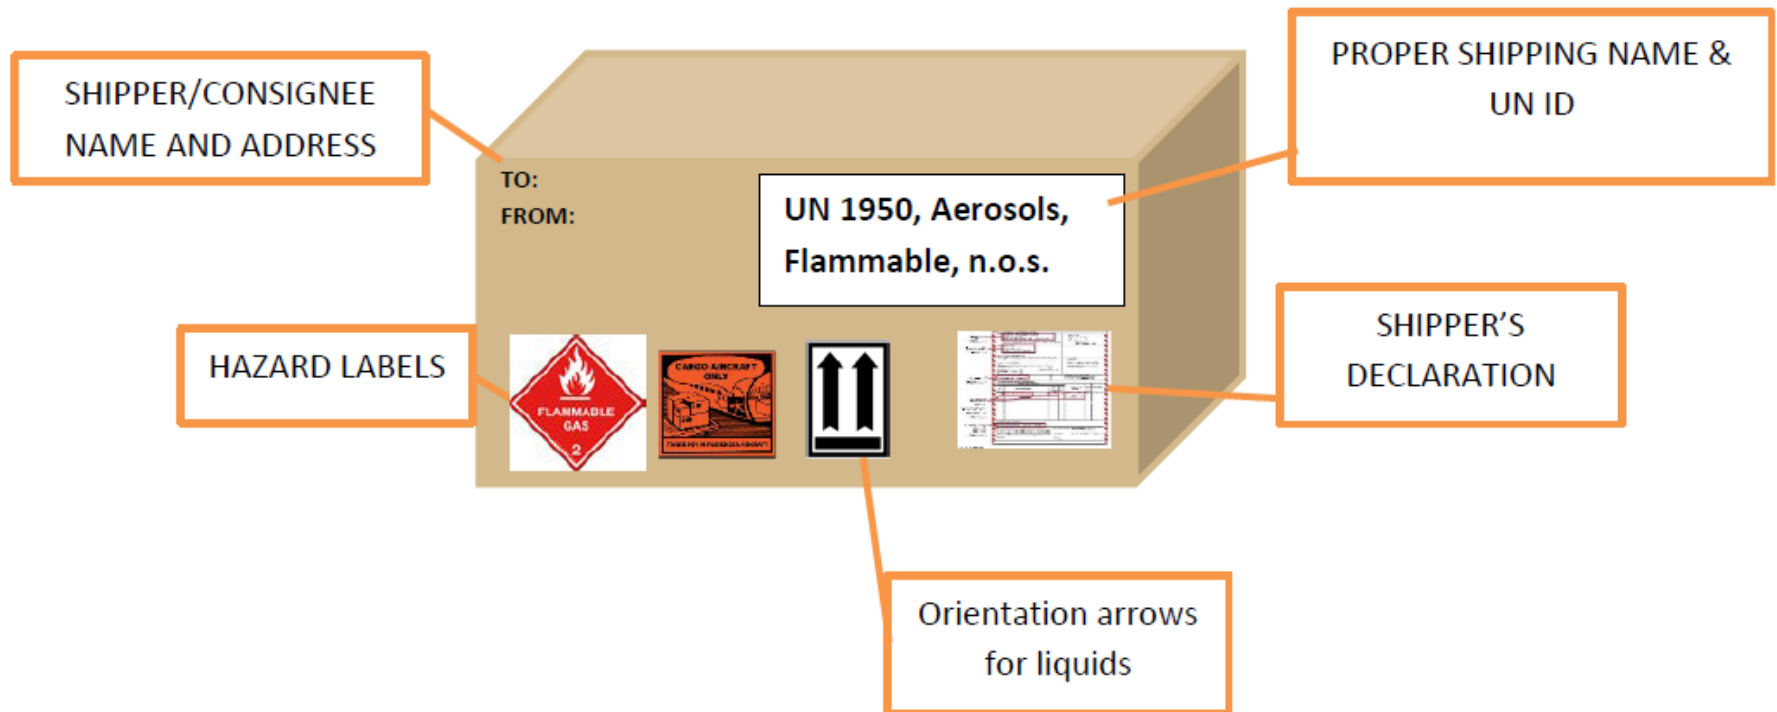 SHIPPER/CONSIGNEE
NAME AND ADDRESS
PROPER SHIPPING NAME &
UN ID
TO:
FROM:
UN 1950, Aerosols,
Flammable, n.o.s.
HAZARD LABELS
FLAMMABLE
GAS
2
CARGO AIRCRAFT
ONLY
SHIPPER'S
DECLARATION
Orientation arrows
for liquids